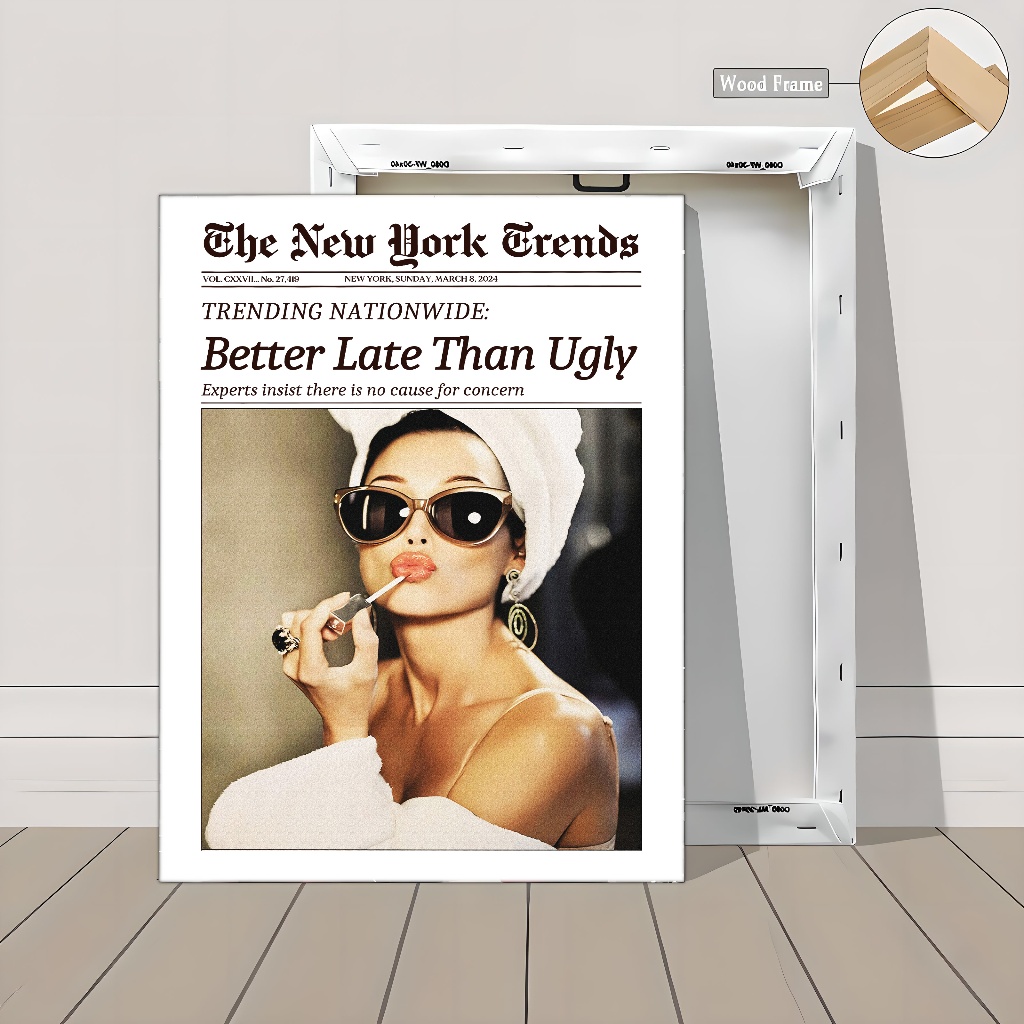 Wood Frame
The New York Trends
VOL. CXXVII... No. 27,419
NEW YORK, SUNDAY, MARCH 8, 2024
TRENDING NATIONWIDE:
Better Late Than Ugly
Experts insist there is no cause for concern